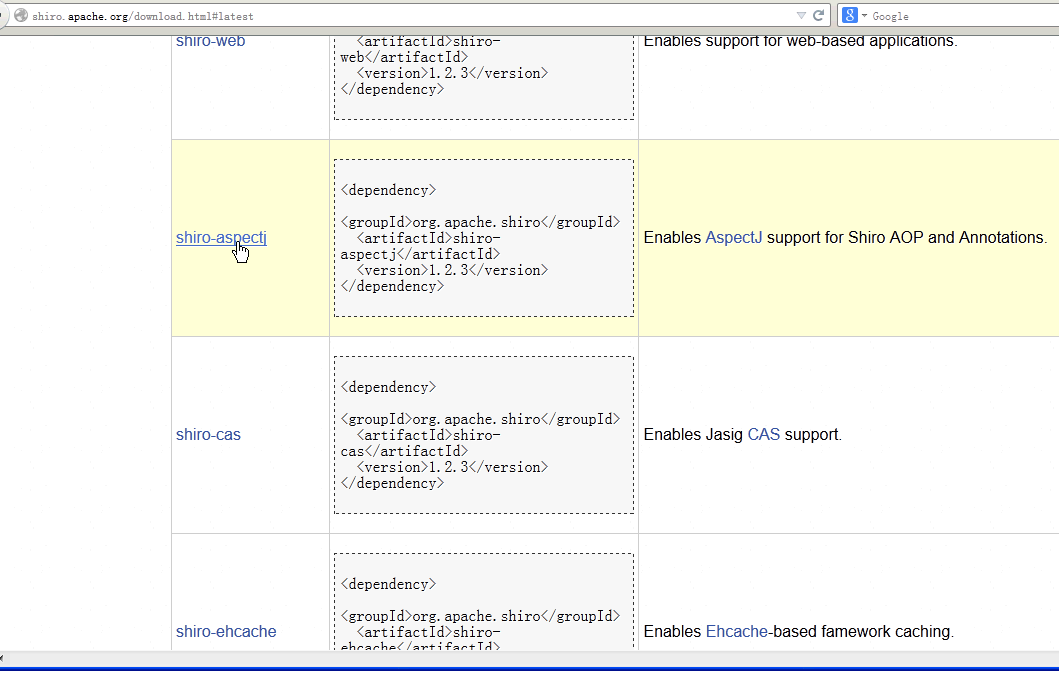 shiro.apache.org/download.html#latest
Google
shiro-web
<artifactId>shiro-
web</artifactId>
<version>1.2.3</version>
</dependency>
Enables support for web-based applications.
shiro-aspectj
<dependency>
<groupId>org.apache.shiro</groupId>
<artifactId>shiro-
aspectj</artifactId>
<version>1.2.3</version>
</dependency>
Enables AspectJ support for Shiro AOP and Annotations.
shiro-cas
<dependency>
<groupId>org.apache.shiro</groupId>
<artifactId>shiro-
cas</artifactId>
<version>1.2.3</version>
</dependency>
Enables Jasig CAS support.
shiro-ehcache
<dependency>
<groupId>org.apache.shiro</groupId>
<artifactId>shiro-
ehcache</artifactId>
Enables Ehcache-based famework caching.